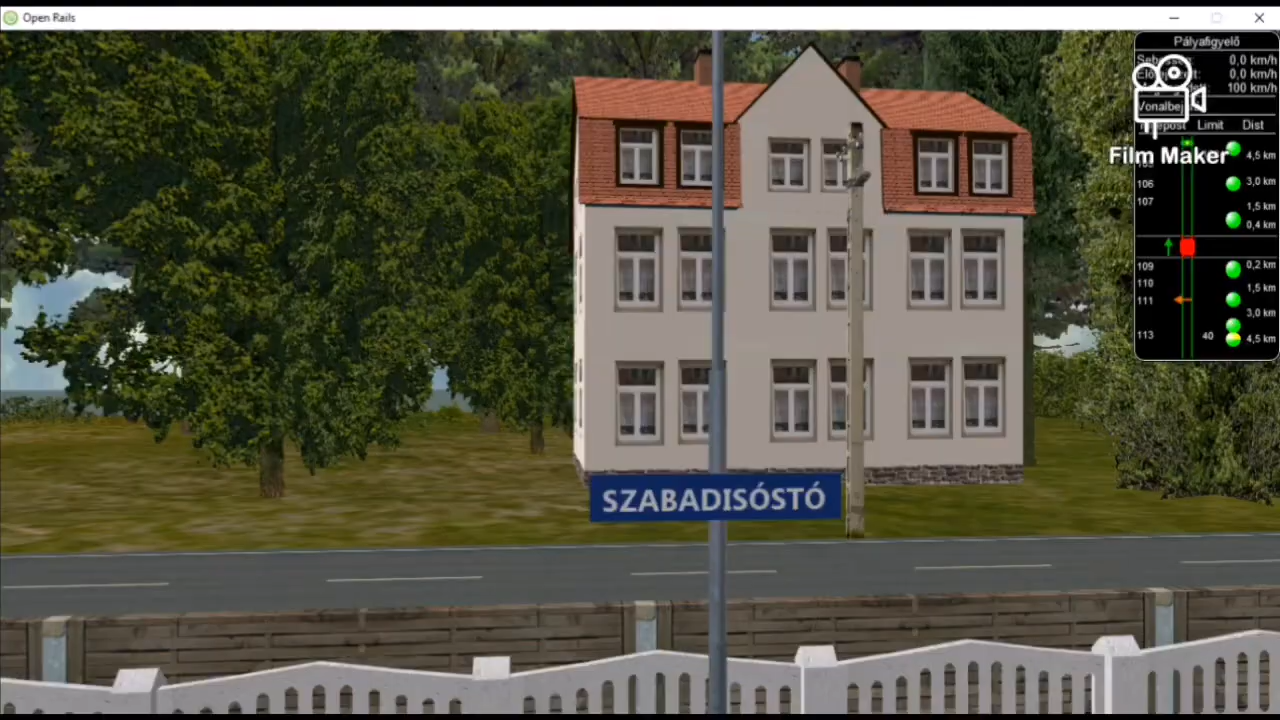 Open Rails
Pályafigyelő
0,0 km/h
0,0 km/h
100 km/h
Limit Dist
Film Maker
4,5 km
106 3,0 km
107 1,5 km
0,4 km
109 0,2 km
110 1,5 km
111
3,0 km
113 40 4,5 km
SZABADISÓSTÓ